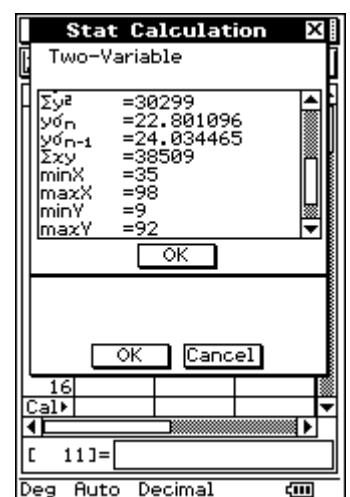 Stat Calculation
Two-Variable
Σy² =30299
yσn =22.801096
yσn-1 =24.034465
Σxy =38509
minX =35
maxX =98
minY =9
maxY =92
OK
OK Cancel
16
Cal▶
[ 11]=
Deg Auto Decimal